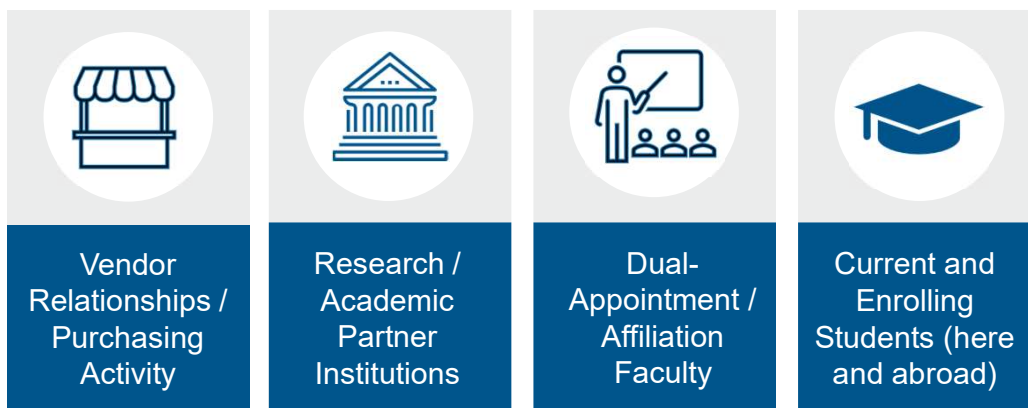 Vendor
Relationships /
Purchasing
Activity
Research /
Academic
Partner
Institutions
Dual-
Appointment /
Affiliation
Faculty
Current and
Enrolling
Students (here
and abroad)